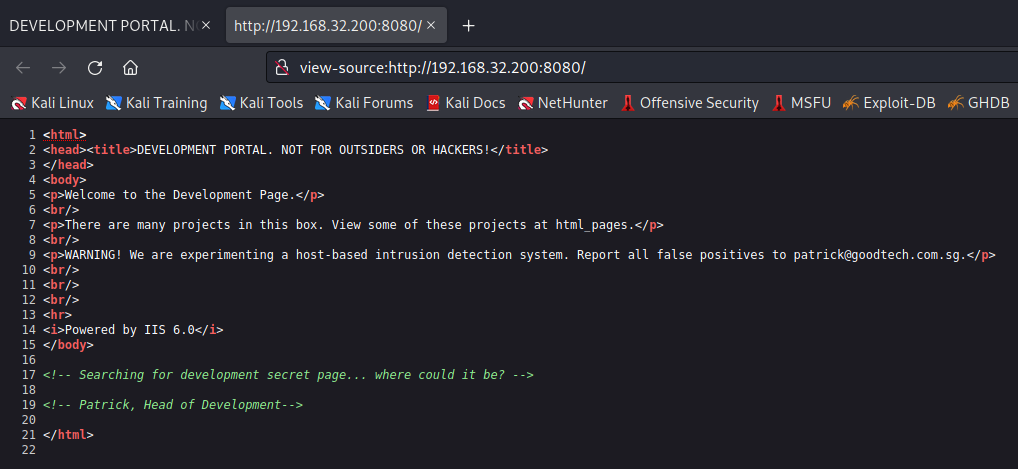 DEVELOPMENT PORTAL. NO
http://192.168.32.200:8080/
view-source:http://192.168.32.200:8080/
Kali Linux Kali Training Kali Tools Kali Forums Kali Docs NetHunter Offensive Security MSFU Exploit-DB GHDB
1 <html>
2 <head><title>DEVELOPMENT PORTAL. NOT FOR OUTSIDERS OR HACKERS!</title>
3 </head>
4 <body>
5 <p>Welcome to the Development Page.</p>
6 <br/>
7 <p>There are many projects in this box. View some of these projects at html_pages.</p>
8 <br/>
9 <p>WARNING! We are experimenting a host-based intrusion detection system. Report all false positives to patrick@goodtech.com.sg.</p>
10 <br/>
11 <br/>
12 <br/>
13 <hr>
14 <i>Powered by IIS 6.0</i>
15 </body>
16
17 <!-- Searching for development secret page... where could it be? -->
18
19 <!-- Patrick, Head of Development-->
20
21 </html>
22